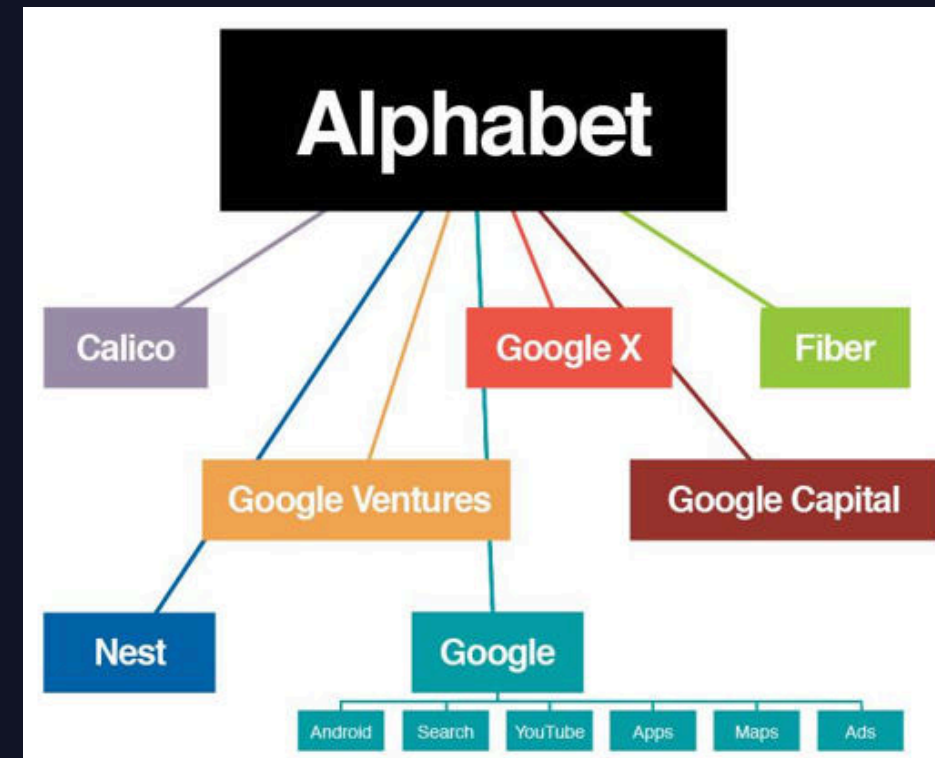 Alphabet
Calico
Google X
Fiber
Google Ventures
Google Capital
Nest
Google
Android
Search
YouTube
Apps
Maps
Ads